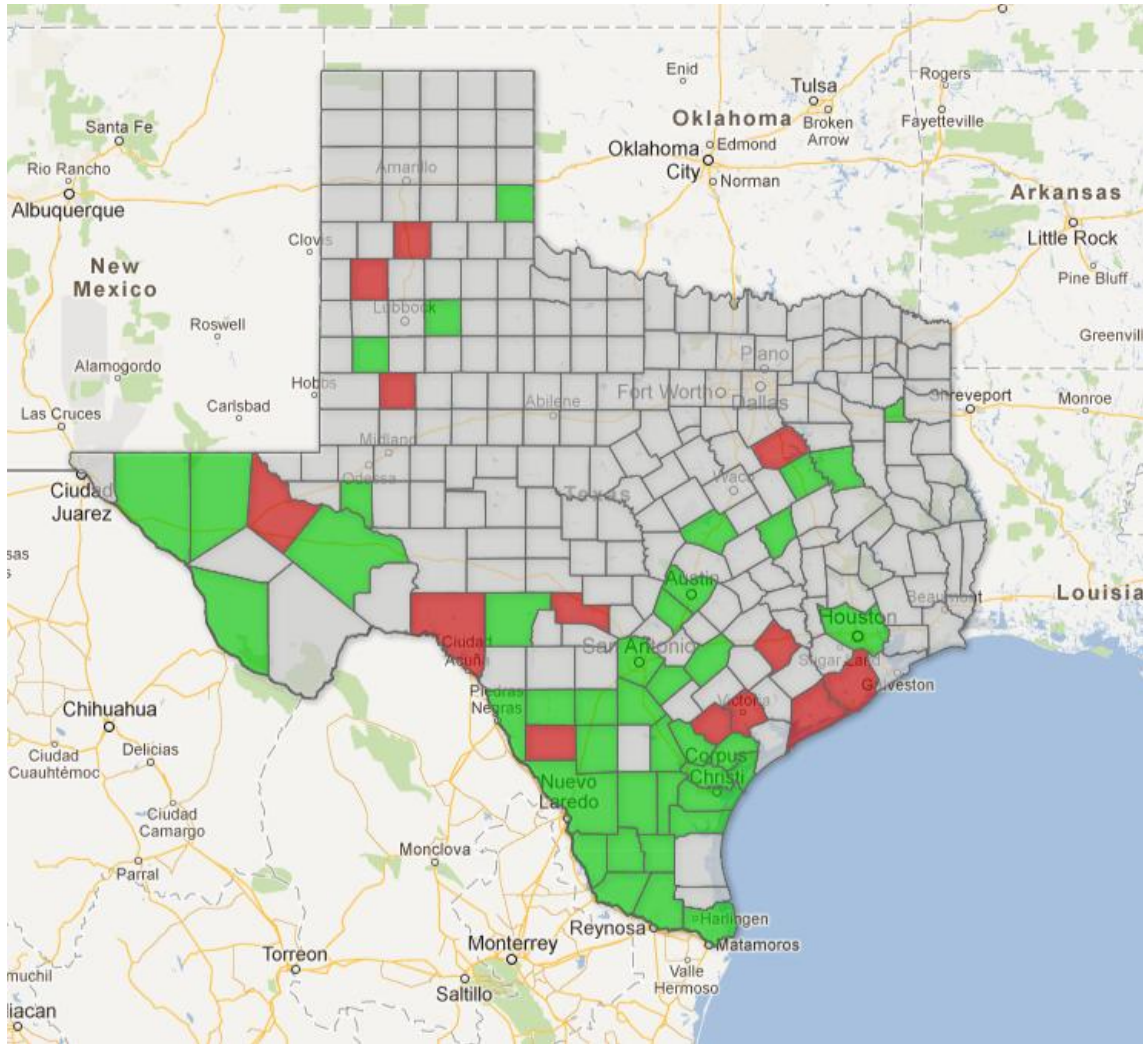 Enid
Tulsa
Rogers
Santa Fe
Oklahoma
Broken
Arrow
Fayetteville
Edmond
Rio Rancho
Amarillo
Oklahoma
City
Norman
Albuquerque
Arkansas
Little Rock
Clovis
Pine Bluff
New
Mexico
Lubbock
Roswell
Greenvill
Plano
Alamogordo
Hobbs
Fort Worth
Dallas
Shreveport
Monroe
Abilene
Las Cruces
Carlsbad
Midland
Odessa
Waco
Texas
Ciudad
Juarez
sas
s
Austin
Beaumont
Louisia
Houston
Ciudad
Acuña
San Antonio
Sugar Land
Galveston
Piedras
Negras
Victoria
Chihuahua
Ciudad
Cuauhtémoc
Delicias
Corpus
Christi
Nuevo
Laredo
Ciudad
Camargo
Monclova
Parral
Harlingen
Reynosa
Matamoros
Monterrey
Torreon
Valle
Hermoso
muchil
Saltillo
liacan